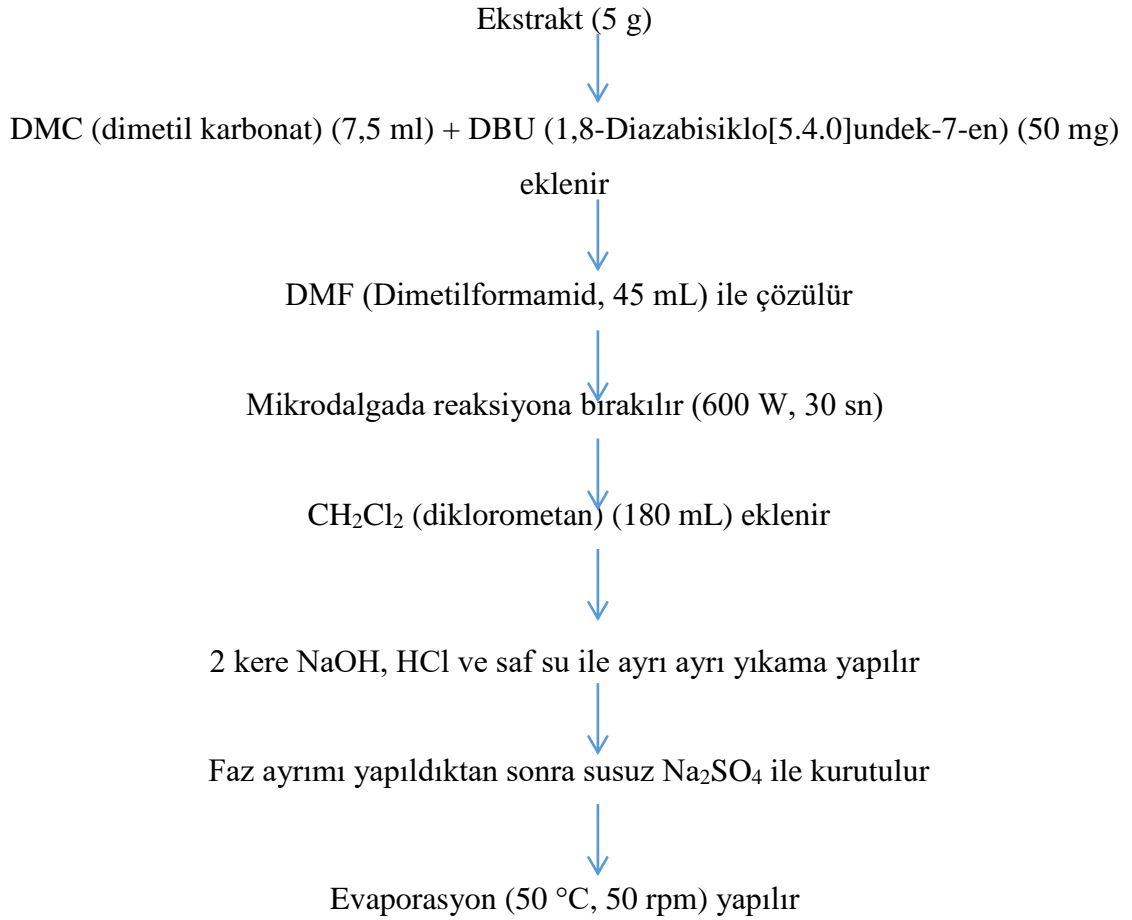 Ekstrakt (5 g)
DMC (dimetil karbonat) (7,5 ml) + DBU (1,8-Diazabisiklo[5.4.0]undek-7-en) (50 mg)
eklenir
DMF (Dimetilformamid, 45 mL) ile çözülür
Mikrodalgada reaksiyona bırakılır (600 W, 30 sn)
CH₂Cl₂ (diklorometan) (180 mL) eklenir
2 kere NaOH, HCl ve saf su ile ayrı ayrı yıkama yapılır
Faz ayrımı yapıldıktan sonra susuz Na₂SO₄ ile kurutulur
Evaporasyon (50 °C, 50 rpm) yapılır